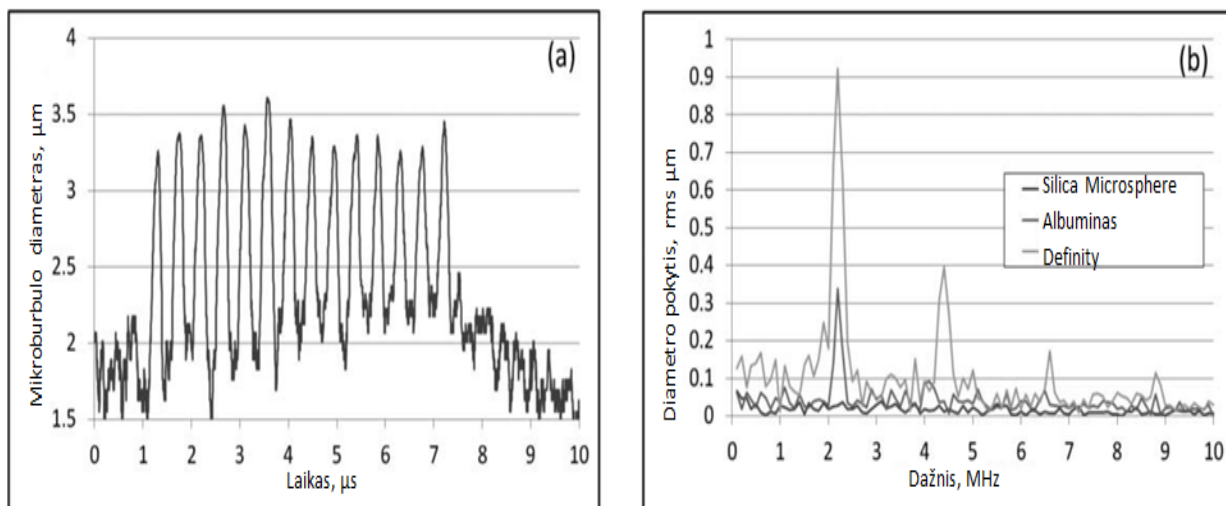 (a)
Mikroburbulo diametras, µm
4
3.5
3
2.5
2
1.5
0 1 2 3 4 5 6 7 8 9 10
Laikas, µs
(b)
Diametro pokytis, rms µm
1
0.9
0.8
0.7
0.6
0.5
0.4
0.3
0.2
0.1
0
Silica Microsphere
Albuminas
Definity
0 1 2 3 4 5 6 7 8 9 10
Dažnis, MHz